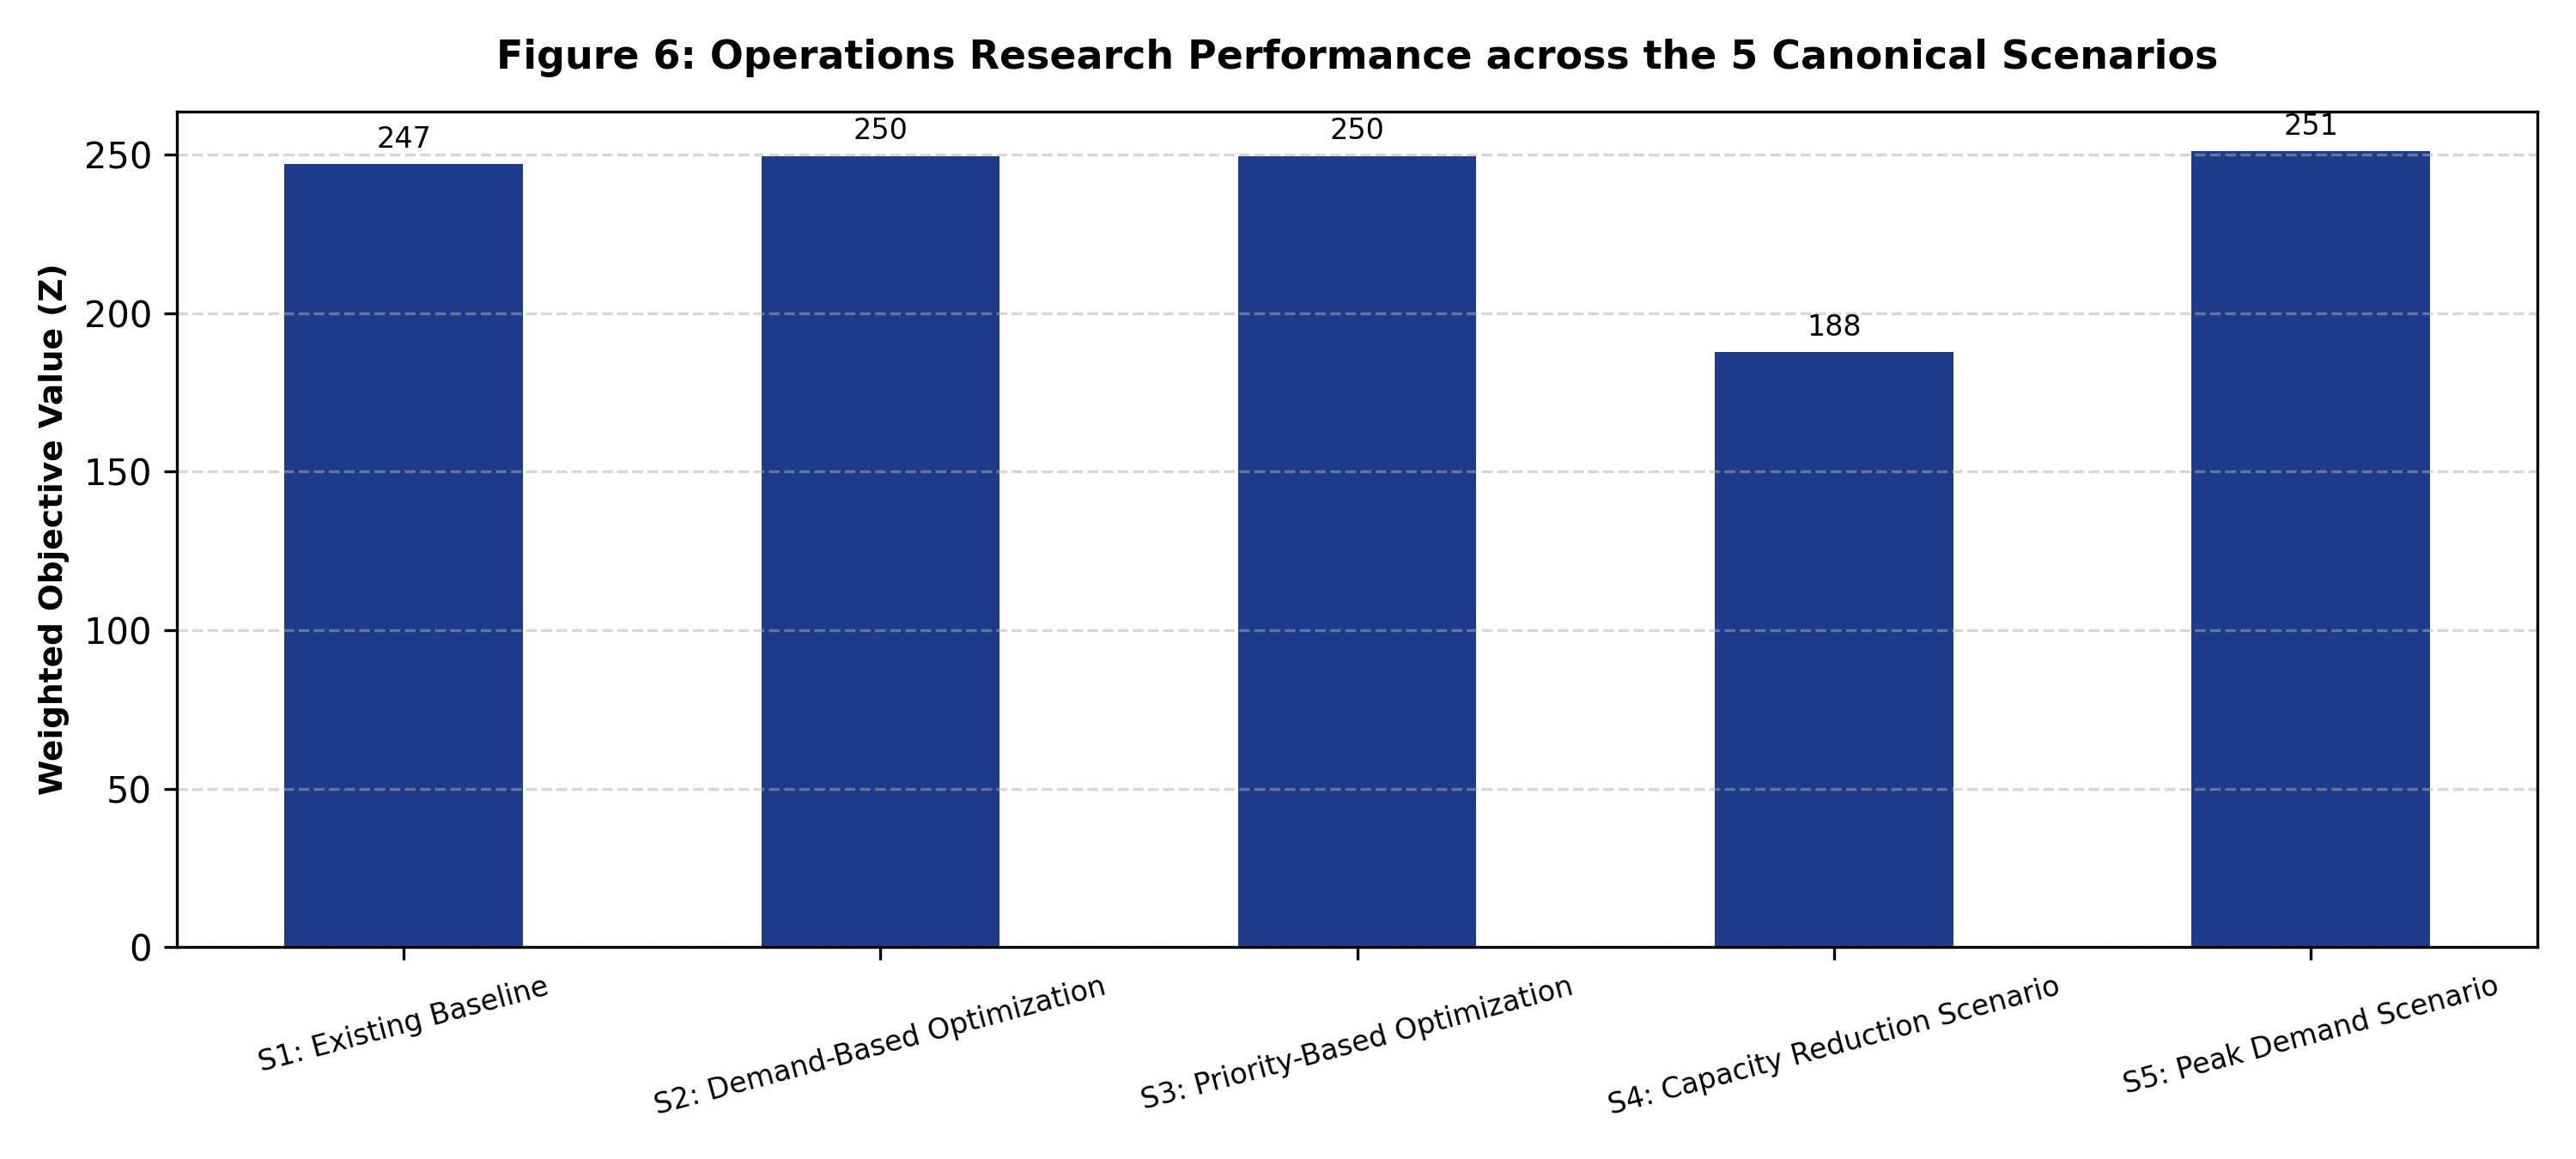 Figure 6: Operations Research Performance across the 5 Canonical Scenarios
Weighted Objective Value (Z)
250
200
150
100
50
0
247
250
250
188
251
S1: Existing Baseline
S2: Demand-Based Optimization
S3: Priority-Based Optimization
S4: Capacity Reduction Scenario
S5: Peak Demand Scenario